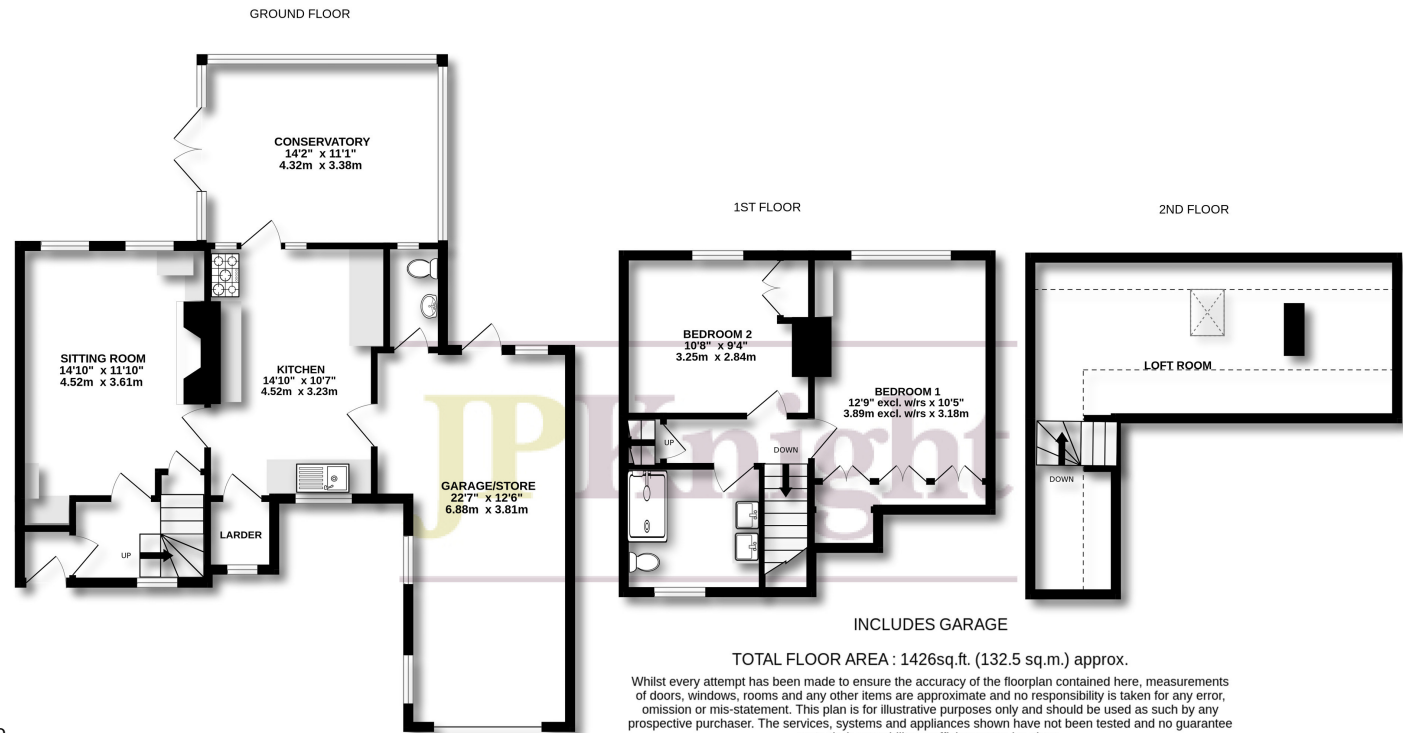 GROUND FLOOR
CONSERVATORY
14'2" x 11'1"
4.32m x 3.38m
SITTING ROOM
14'10" x 11'10"
4.52m x 3.61m
KITCHEN
14'10" x 10'7"
4.52m x 3.23m
GARAGE/STORE
22'7" x 12'6"
6.88m x 3.81m
LARDER
UP
1ST FLOOR
BEDROOM 2
10'8" x 9'4"
3.25m x 2.84m
BEDROOM 1
12'9" excl. w/rs x 10'5"
3.89m excl. w/rs x 3.18m
UP
DOWN
2ND FLOOR
LOFT ROOM
DOWN
JPKnight
INCLUDES GARAGE
TOTAL FLOOR AREA : 1426sq.ft. (132.5 sq.m.) approx.
Whilst every attempt has been made to ensure the accuracy of the floorplan contained here, measurements
of doors, windows, rooms and any other items are approximate and no responsibility is taken for any error,
omission or mis-statement. This plan is for illustrative purposes only and should be used as such by any
prospective purchaser. The services, systems and appliances shown have not been tested and no guarantee